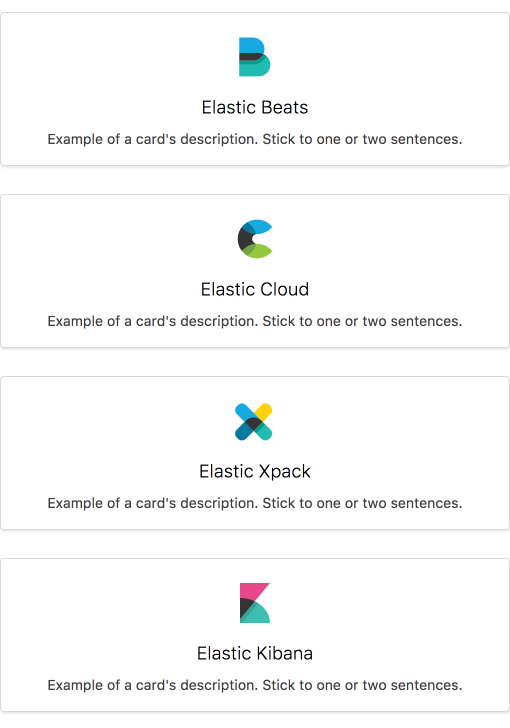 Elastic Beats
Example of a card's description. Stick to one or two sentences.
Elastic Cloud
Example of a card's description. Stick to one or two sentences.
Elastic Xpack
Example of a card's description. Stick to one or two sentences.
Elastic Kibana
Example of a card's description. Stick to one or two sentences.